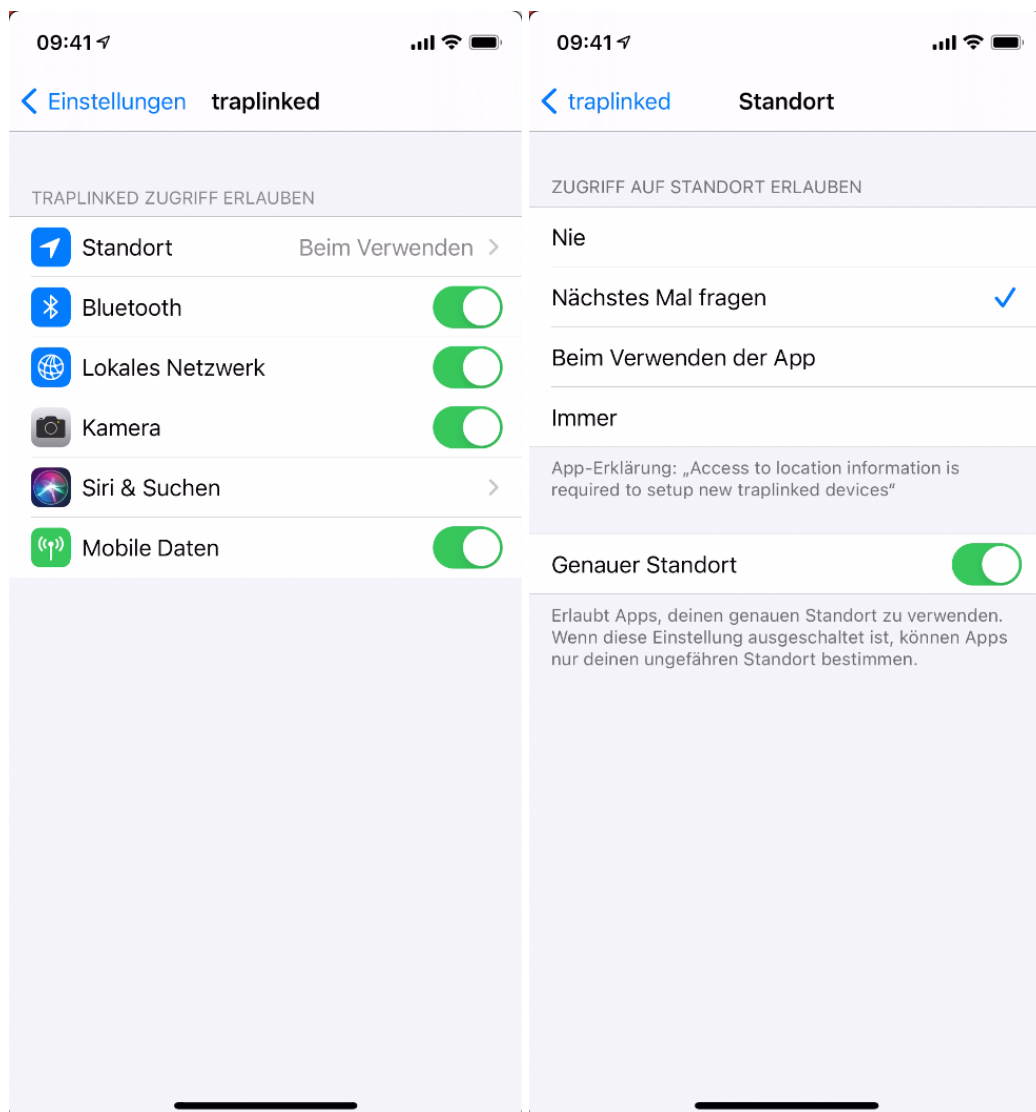 09:41
Einstellungen traplinked
TRAPLINKED ZUGRIFF ERLAUBEN
Standort Beim Verwenden
Bluetooth
Lokales Netzwerk
Kamera
Siri & Suchen
Mobile Daten
09:41
traplinked Standort
ZUGRIFF AUF STANDORT ERLAUBEN
Nie
Nächstes Mal fragen
Beim Verwenden der App
Immer
App-Erklärung: „Access to location information is
required to setup new traplinked devices“
Genauer Standort
Erlaubt Apps, deinen genauen Standort zu verwenden.
Wenn diese Einstellung ausgeschaltet ist, können Apps
nur deinen ungefähren Standort bestimmen.